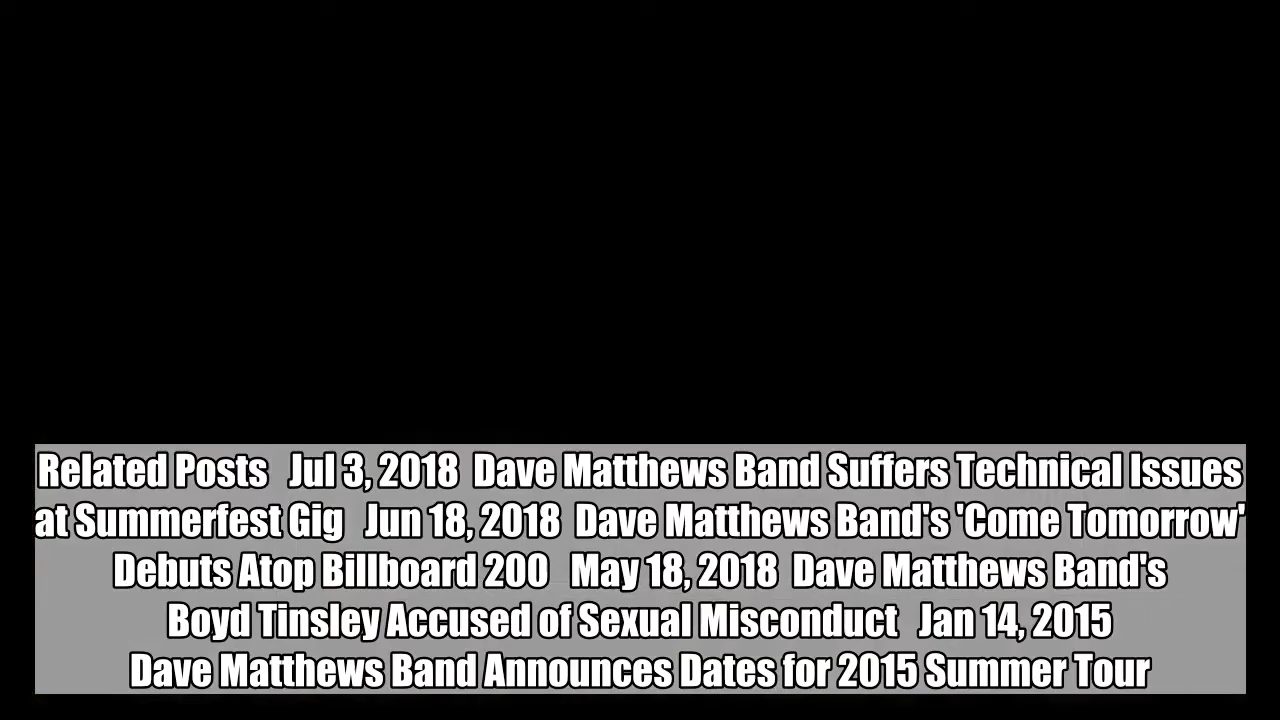 Related Posts Jul 3, 2018 Dave Matthews Band Suffers Technical Issues
at Summerfest Gig Jun 18, 2018 Dave Matthews Band's 'Come Tomorrow'
Debuts Atop Billboard 200 May 18, 2018 Dave Matthews Band's
Boyd Tinsley Accused of Sexual Misconduct Jan 14, 2015
Dave Matthews Band Announces Dates for 2015 Summer Tour